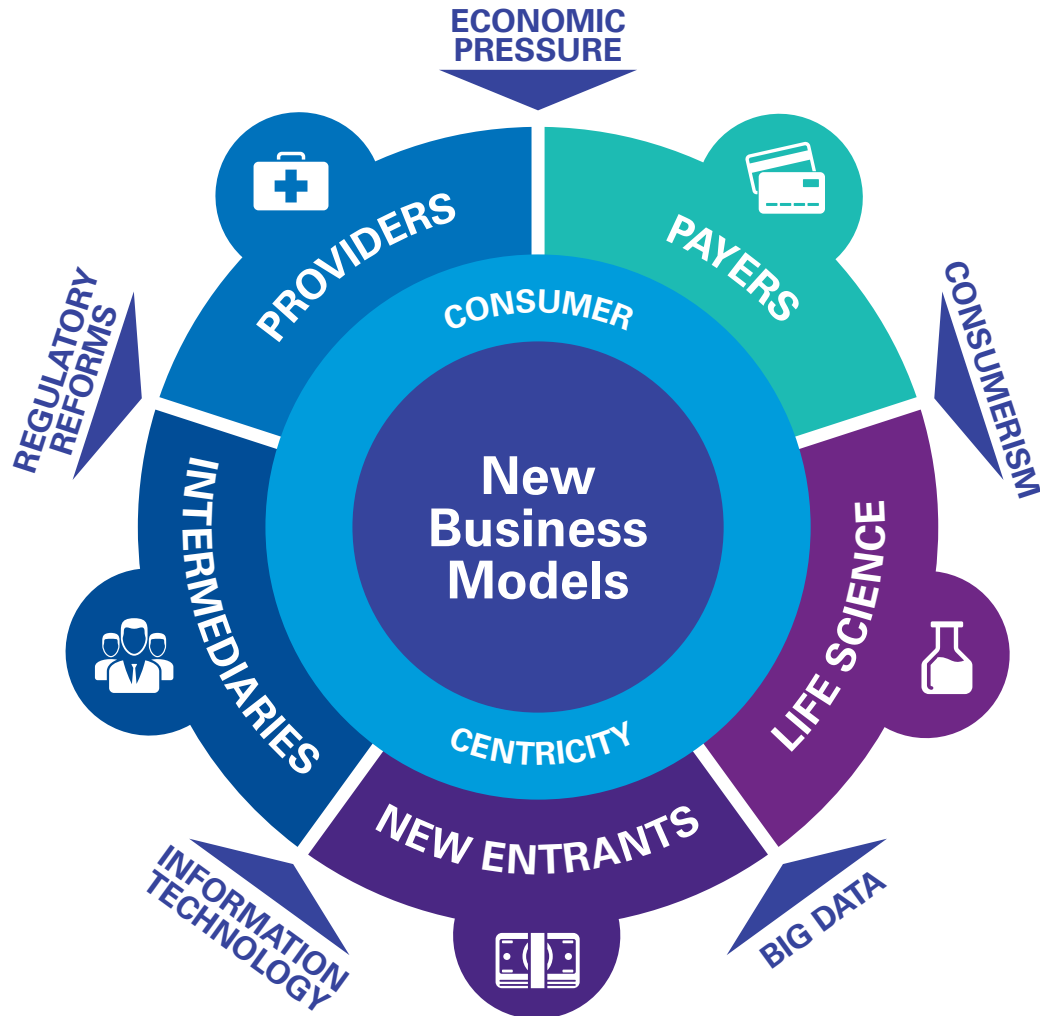 ECONOMIC
PRESSURE
PROVIDERS
PAYERS
CONSUMER
REGULATORY
REFORMS
CONSUMERISM
New
Business
Models
INTERMEDIARIES
LIFE SCIENCE
CENTRICITY
NEW ENTRANTS
INFORMATION
TECHNOLOGY
BIG DATA